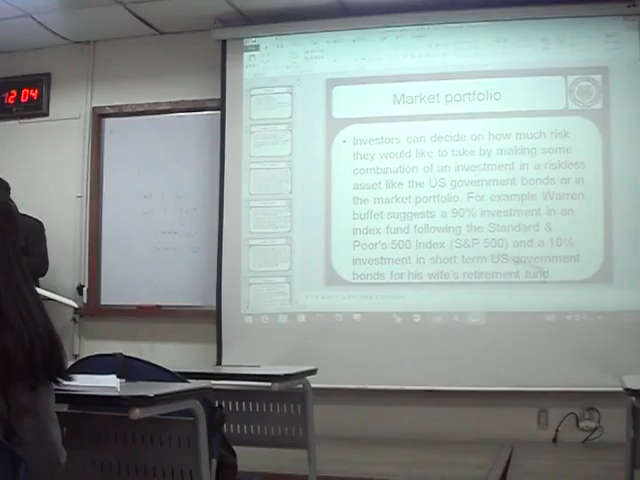 12 04
Market portfolio
• Investors can decide on how much risk
they would like to take by making some
combination of an investment in a riskless
asset like the US government bonds or in
the market portfolio. For example Warren
buffet suggests a 90% investment in an
index fund following the Standard &
Poor's 500 Index (S&P 500) and a 10%
investment in short term US government
bonds for his wife's retirement fund